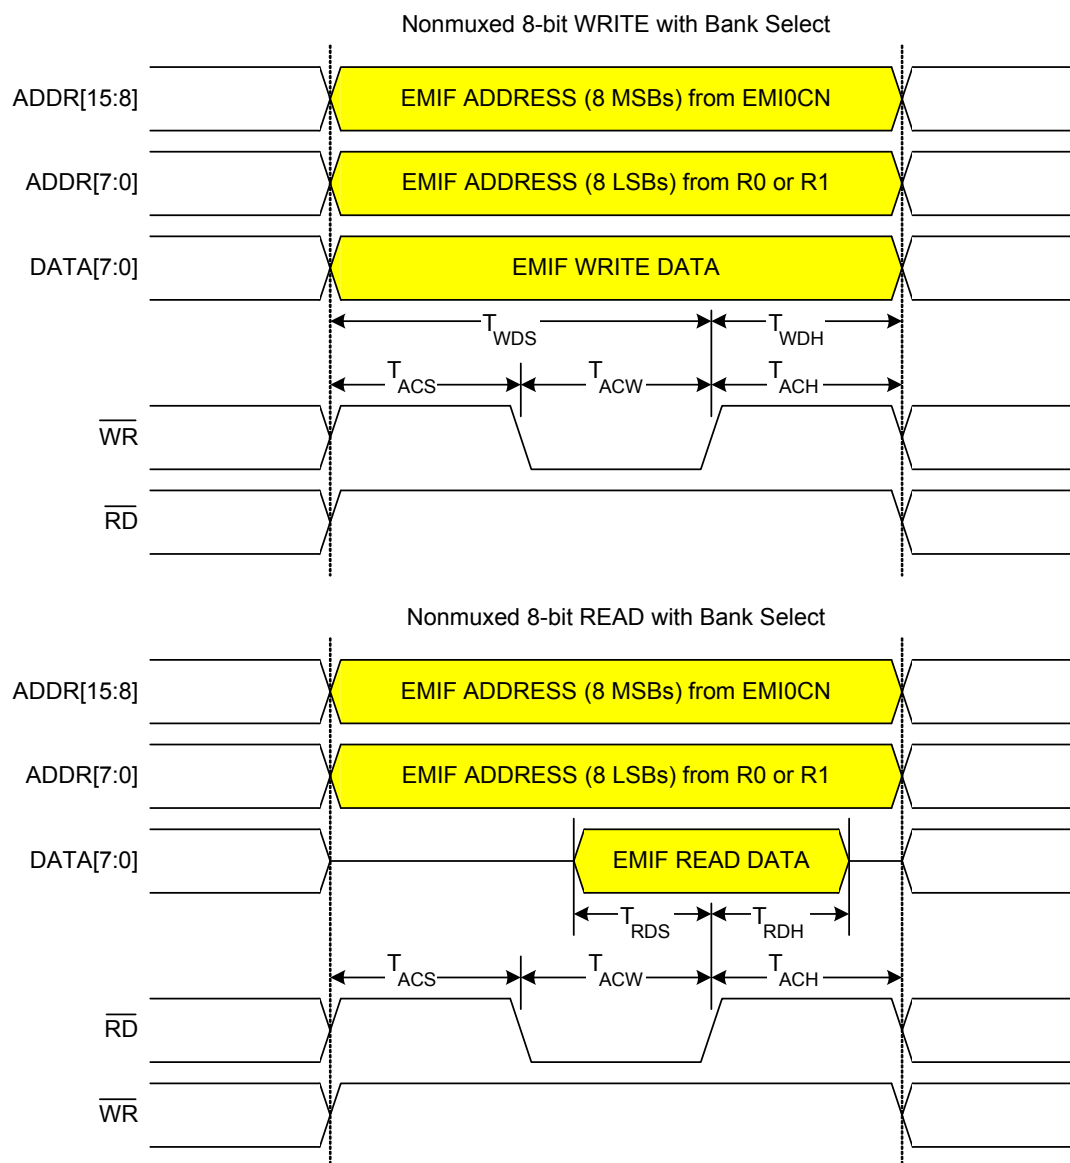 Nonmuxed 8-bit WRITE with Bank Select
ADDR[15:8]
EMIF ADDRESS (8 MSBs) from EMI0CN
ADDR[7:0]
EMIF ADDRESS (8 LSBs) from R0 or R1
DATA[7:0]
EMIF WRITE DATA
TWDS TWDH
TACS TACW TACH
WR
RD
Nonmuxed 8-bit READ with Bank Select
ADDR[15:8]
EMIF ADDRESS (8 MSBs) from EMI0CN
ADDR[7:0]
EMIF ADDRESS (8 LSBs) from R0 or R1
DATA[7:0]
EMIF READ DATA
TRDS TRDH
TACS TACW TACH
RD
WR